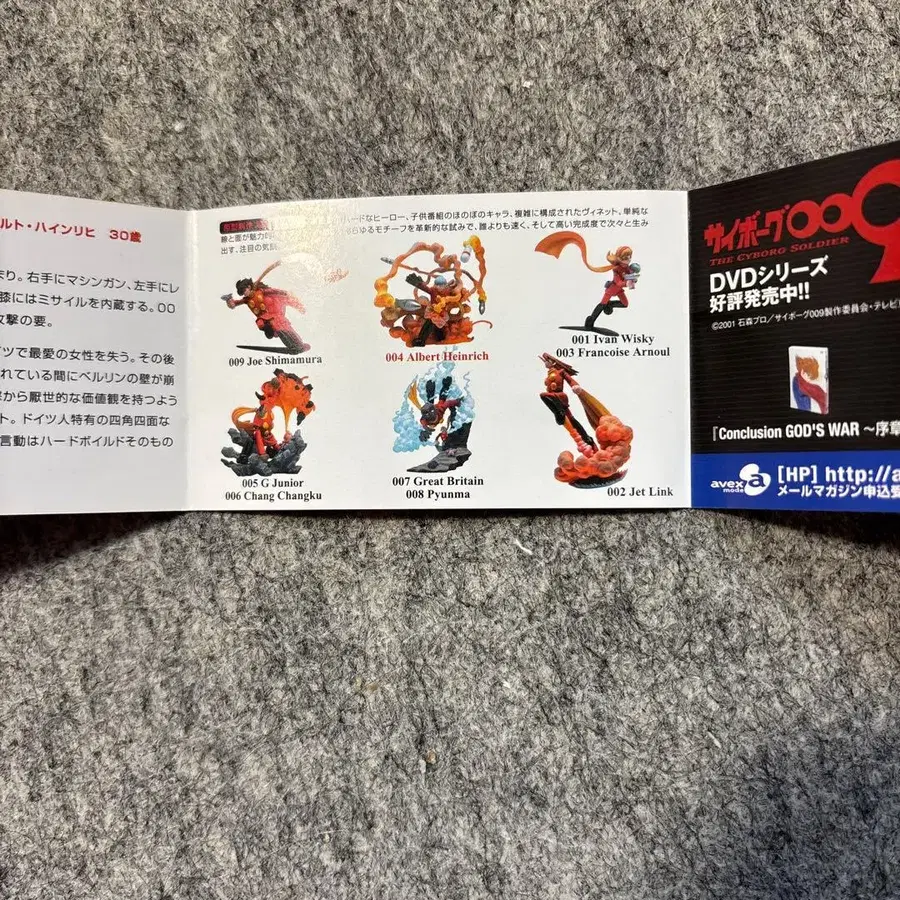 ルト・ハインリヒ 30歳
まり。右手にマシンガン、左手にレ
膝にはミサイルを内蔵する。00
攻撃の要。
ツで最愛の女性を失う。その後
れている間にベルリンの壁が崩
から厭世的な価値観を持つよう
ト。ドイツ人特有の四角四面な
言動はハードボイルドそのもの
ハードなヒーロー、子供番組のほのぼのキャラ、複雑に構成されたヴィネット。単純な
線と面が魅力的 らゆるモチーフを革新的な試みで、誰よりも速く、そして高い完成度で次々と生み
出す、注目の気
009 Joe Shimamura
004 Albert Heinrich
001 Ivan Wisky
003 Francoise Arnoul
005 G Junior
006 Chang Changku
007 Great Britain
008 Pyunma
002 Jet Link
サイボーグ009
THE CYBORG SOLDIER
DVDシリーズ
好評発売中!!
©2001 石森プロ／サイボーグ009製作委員会・テレビ
『Conclusion GOD'S WAR ～序章
avex mode
[HP] http://a
メールマガジン申込受